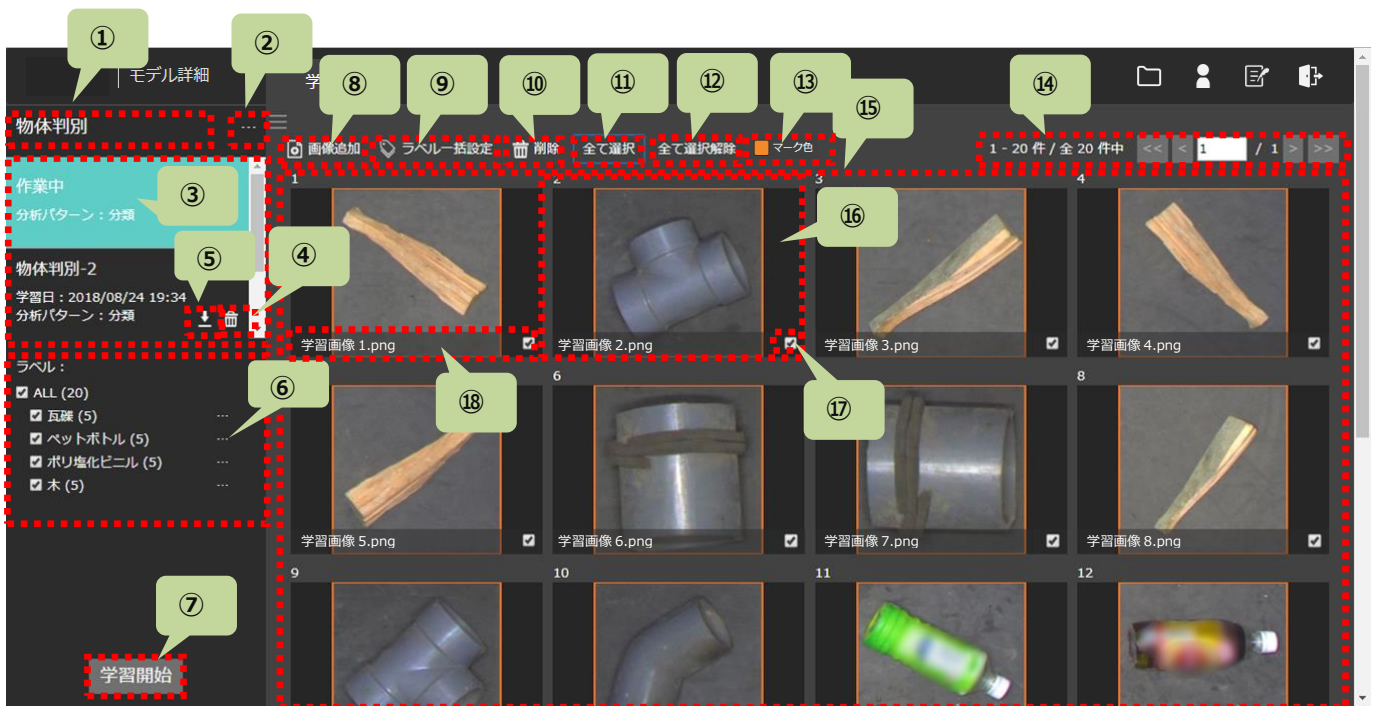 ①
②
モデル詳細
学
⑧
⑨
⑩
⑪
⑫
⑬
⑭
⑮
物体判別
...
画像追加
ラベル一括設定
削除
全て選択
全て選択解除
マーク色
1 - 20 件 / 全 20 件中
<<
<
1
/ 1
>
>>
作業中
分析パターン：分類
③
物体判別-2
学習日：2018/08/24 19:34
分析パターン：分類
⑤
④
ラベル：
ALL (20)
瓦礫 (5) ...
ペットボトル (5) ...
ポリ塩化ビニル (5) ...
木 (5) ...
⑥
⑦
学習開始
1
2
3
4
⑯
学習画像 1.png
学習画像 2.png
学習画像 3.png
学習画像 4.png
⑱
⑰
6
8
学習画像 5.png
学習画像 6.png
学習画像 7.png
学習画像 8.png
9
10
11
12